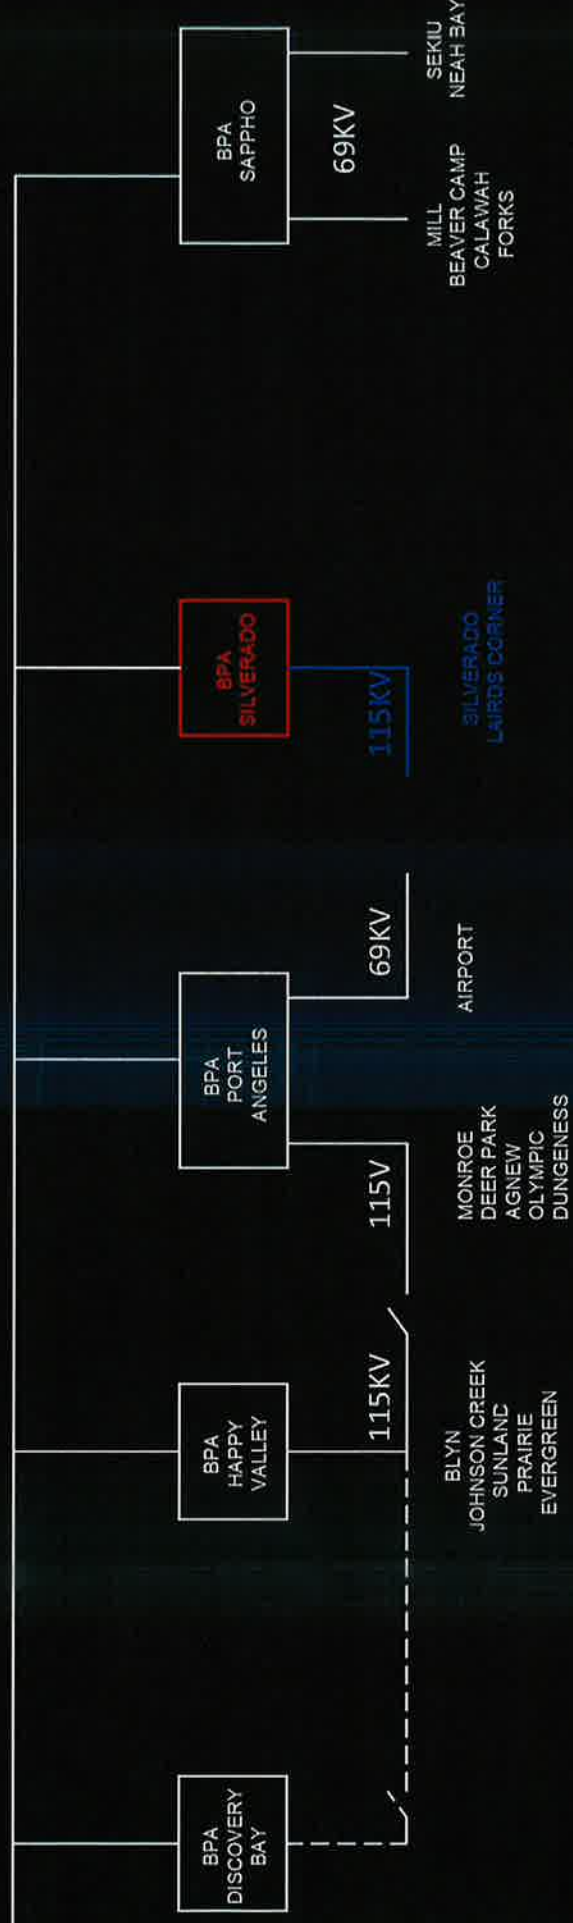 BPA
DISCOVERY
BAY
BPA
HAPPY
VALLEY
115KV
BLYN
JOHNSON CREEK
SUNLAND
PRAIRIE
EVERGREEN
BPA
PORT
ANGELES
115V
69KV
MONROE
DEER PARK
AGNEW
OLYMPIC
DUNGENESS
AIRPORT
BPA
SILVERADO
115KV
SILVERADO
LAIRDS CORNER
BPA
SAPPHO
69KV
MILL
BEAVER CAMP
CALAWAH
FORKS
SEKIU
NEAH BAY